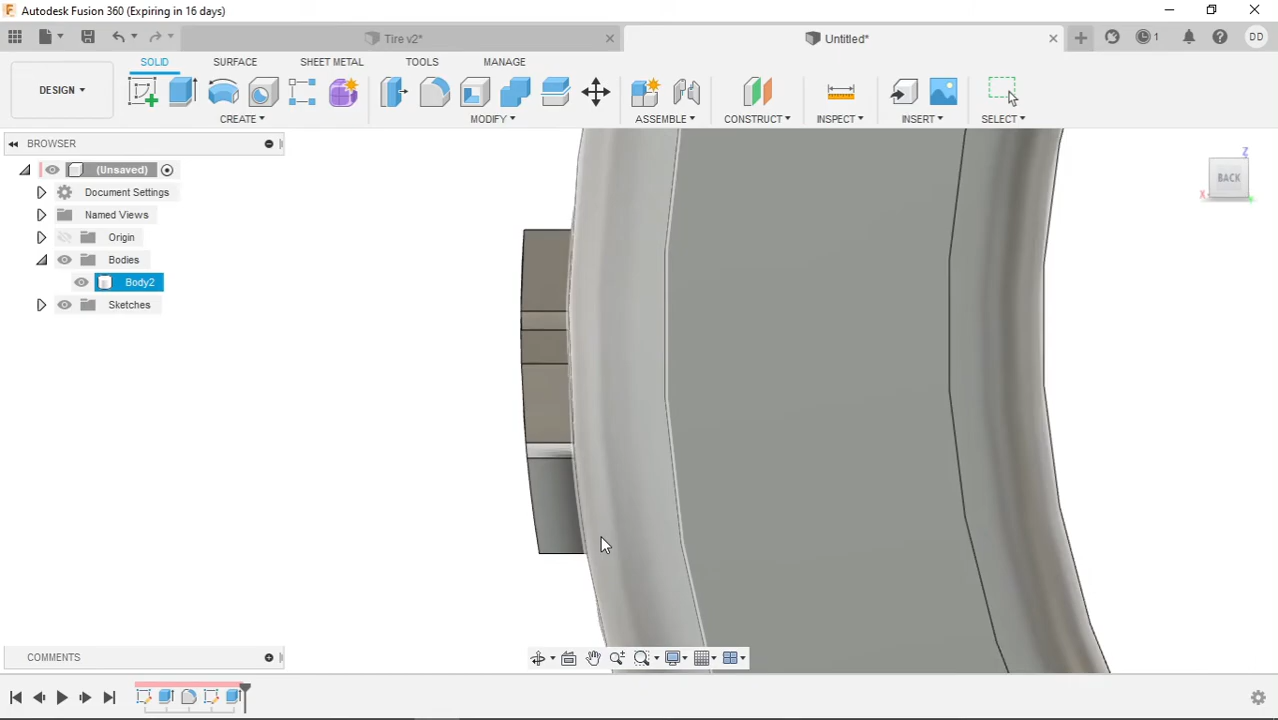 Autodesk Fusion 360 (Expiring in 16 days)
Tire v2*
Untitled*
1
DD
DESIGN
SOLID
SURFACE
SHEET METAL
TOOLS
MANAGE
CREATE
MODIFY
ASSEMBLE
CONSTRUCT
INSPECT
INSERT
SELECT
BROWSER
(Unsaved)
Document Settings
Named Views
Origin
Bodies
Body2
Sketches
Z
BACK
X
COMMENTS